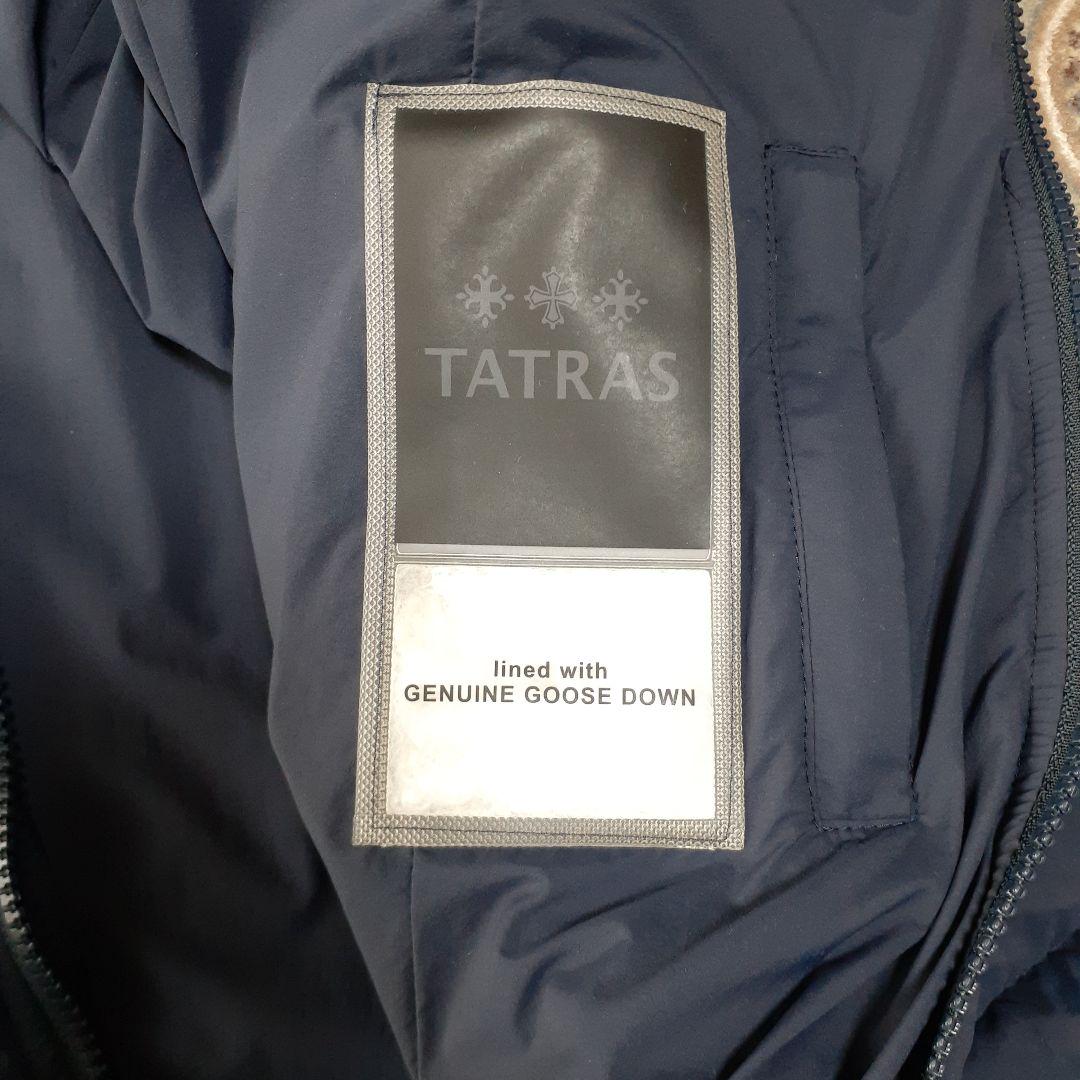 TATRAS
lined with
GENUINE GOOSE DOWN